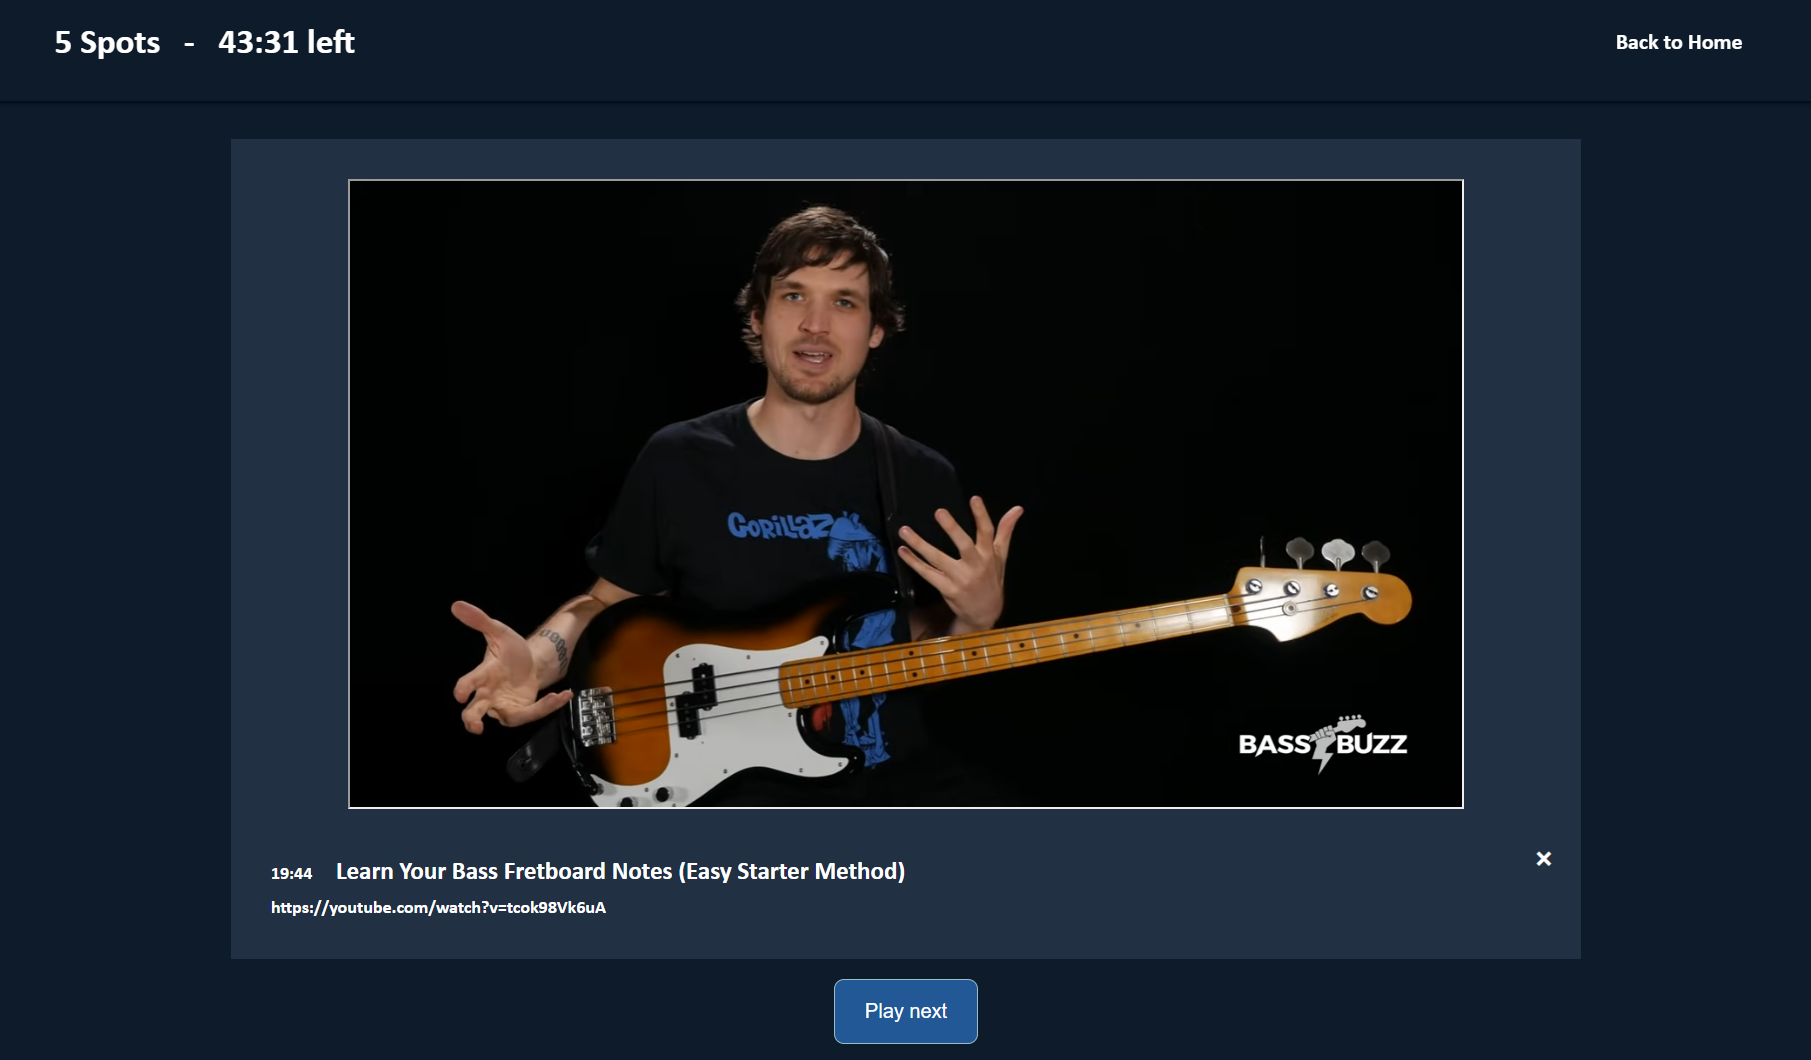 5 Spots - 43:31 left
Back to Home
GORILLAZ
BASS BUZZ
19:44 Learn Your Bass Fretboard Notes (Easy Starter Method)
https://youtube.com/watch?v=tcok98Vk6uA
Play next